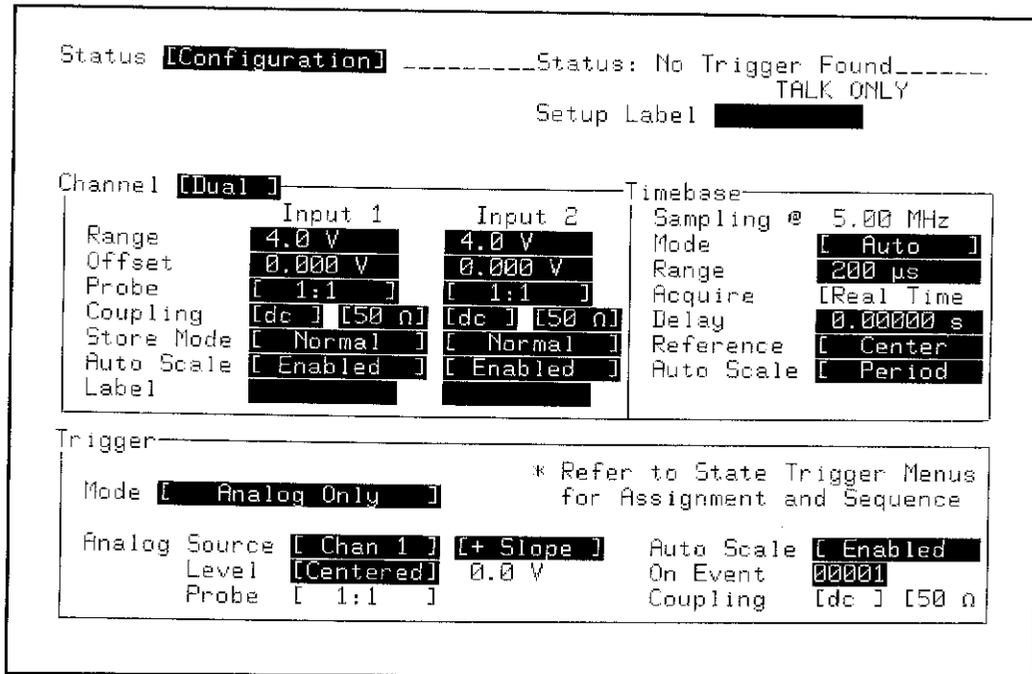 Status [Configuration] __________Status: No Trigger Found_______
TALK ONLY
Setup Label
Channel [Dual ]
Input 1 Input 2
Range 4.0 V 4.0 V
Offset 0.000 V 0.000 V
Probe [ 1:1 ] [ 1:1 ]
Coupling [dc ] [50 Ω] [dc ] [50 Ω]
Store Mode [ Normal ] [ Normal ]
Auto Scale [ Enabled ] [ Enabled ]
Label
Timebase
Sampling @ 5.00 MHz
Mode [ Auto ]
Range 200 µs
Acquire [Real Time
Delay 0.00000 s
Reference [ Center
Auto Scale [ Period
Trigger
* Refer to State Trigger Menus
for Assignment and Sequence
Mode [ Analog Only ]
Analog Source [ Chan 1 ] [+ Slope ]
Level [Centered] 0.0 V
Probe [ 1:1 ]
Auto Scale [ Enabled
On Event 00001
Coupling [dc ] [50 Ω